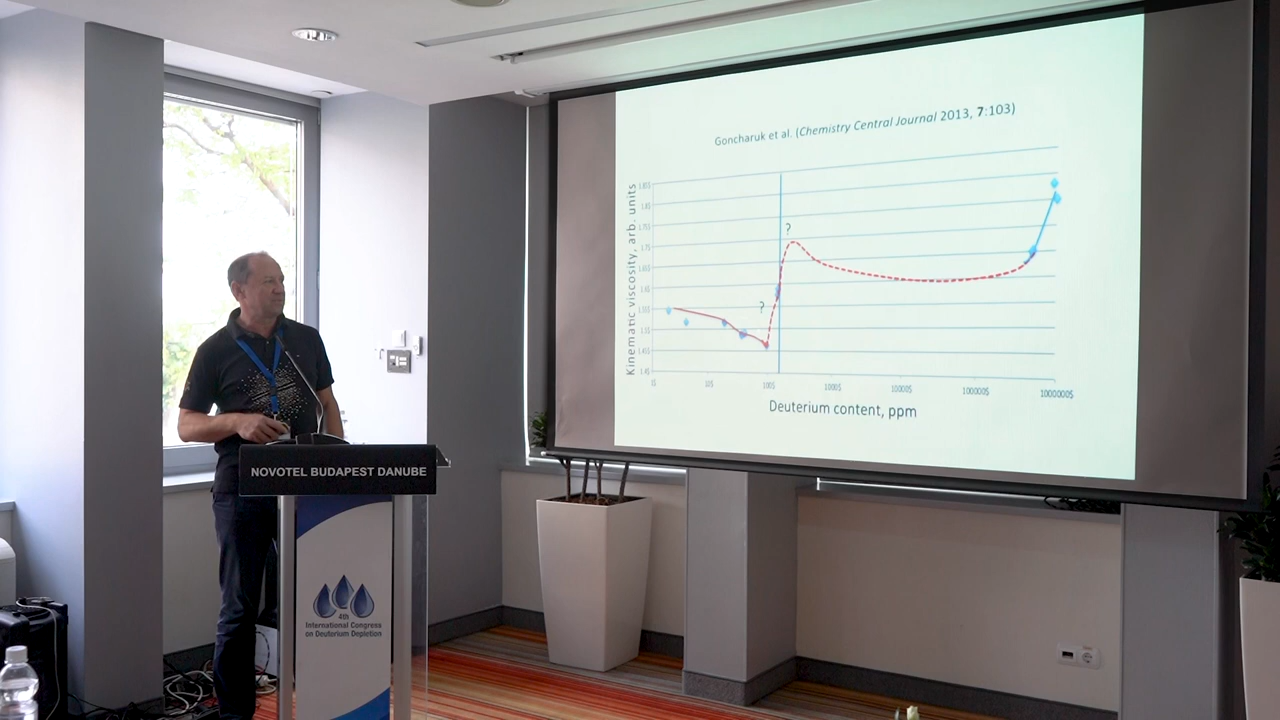 Goncharuk et al. (Chemistry Central Journal 2013, 7:103)
Kinematic viscosity, arb. units
?
?
Deuterium content, ppm
NOVOTEL BUDAPEST DANUBE
4th
International Congress
on Deuterium Depletion